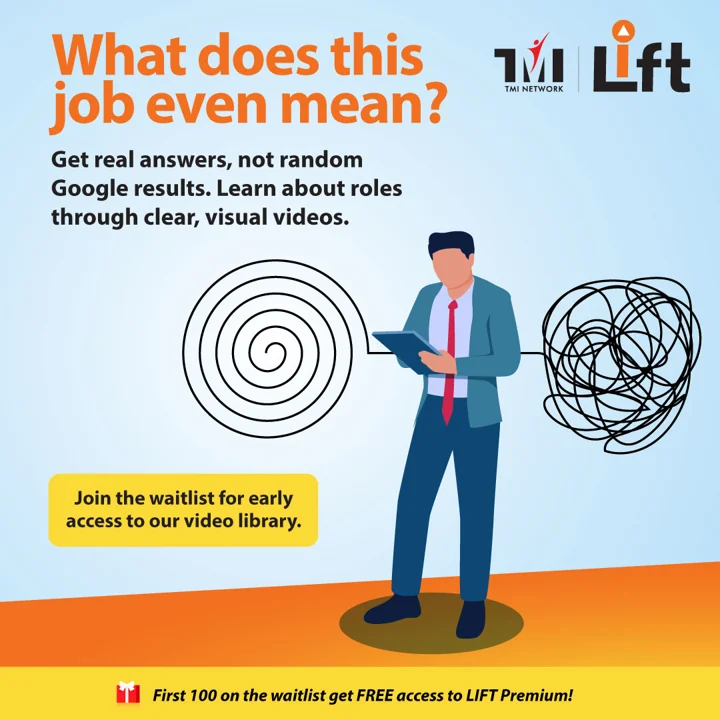 What does this
job even mean?
TMI
TMI NETWORK
Lift
Get real answers, not random
Google results. Learn about roles
through clear, visual videos.
Join the waitlist for early
access to our video library.
First 100 on the waitlist get FREE access to LIFT Premium!